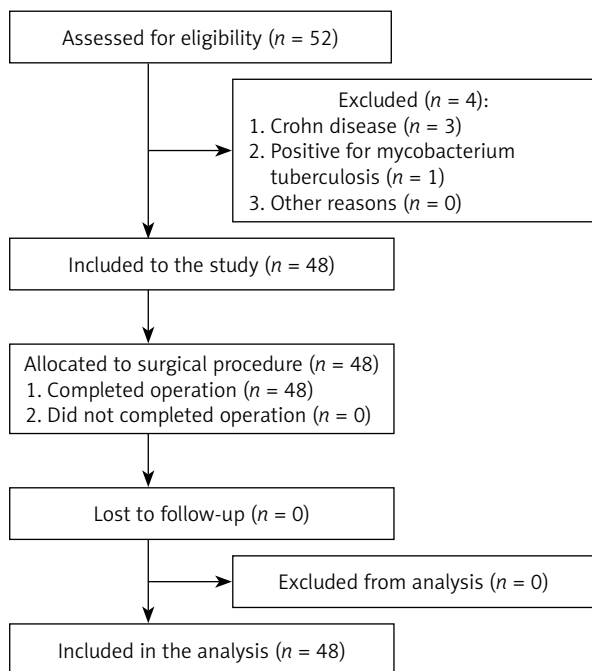 Assessed for eligibility (n = 52)
Excluded (n = 4):
1. Crohn disease (n = 3)
2. Positive for mycobacterium
tuberculosis (n = 1)
3. Other reasons (n = 0)
Included to the study (n = 48)
Allocated to surgical procedure (n = 48)
1. Completed operation (n = 48)
2. Did not completed operation (n = 0)
Lost to follow-up (n = 0)
Excluded from analysis (n = 0)
Included in the analysis (n = 48)